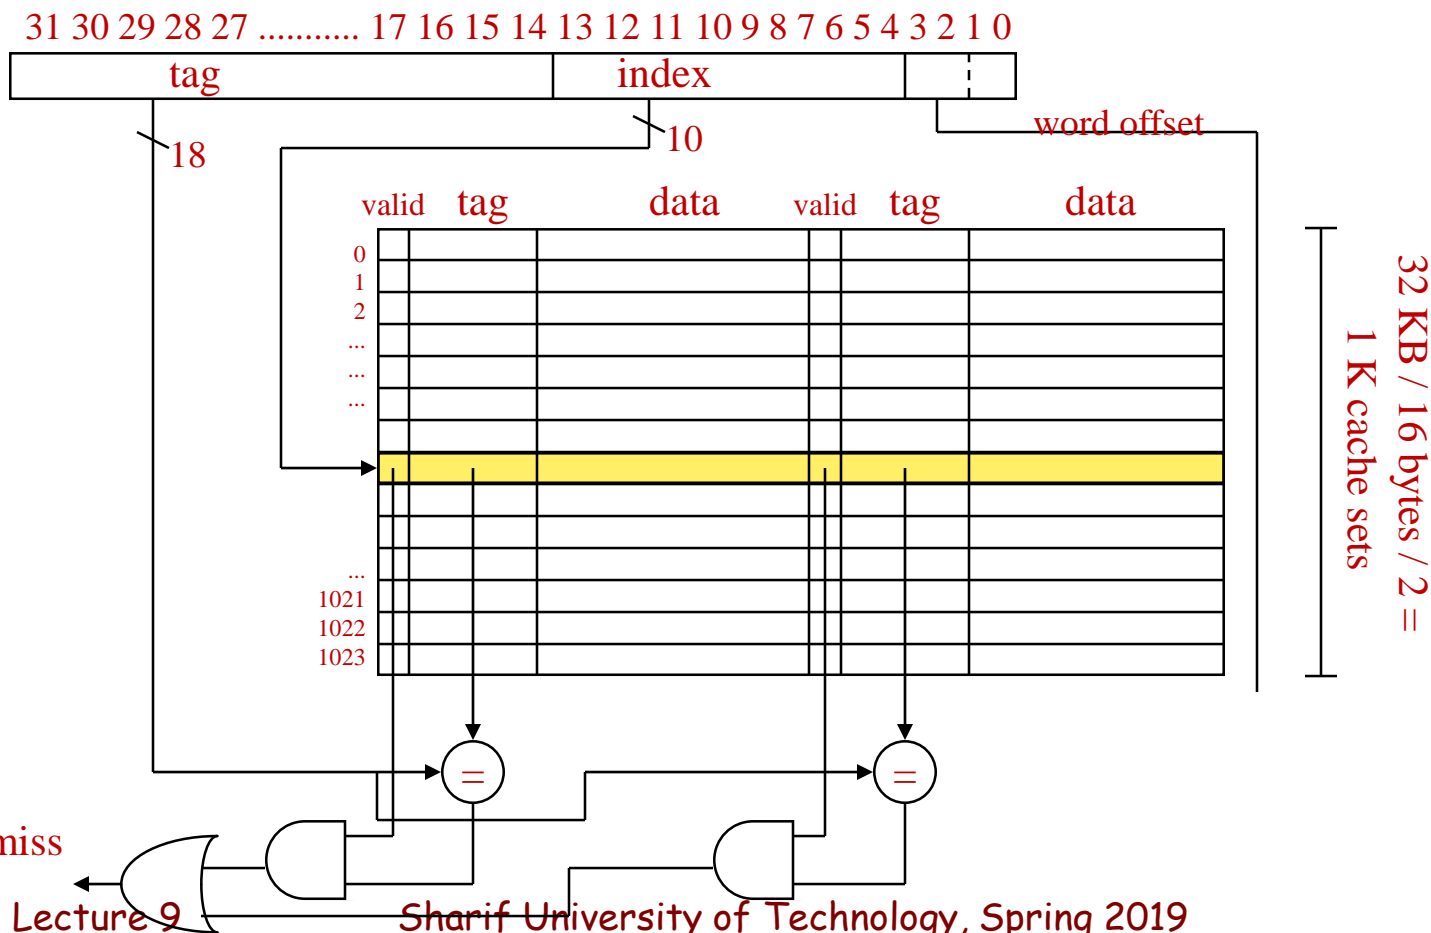 31 30 29 28 27 ........... 17 16 15 14 13 12 11 10 9 8 7 6 5 4 3 2 1 0
tag index
word offset
18
10
valid tag data valid tag data
0
1
2
...
...
...
...
1021
1022
1023
32 KB / 16 bytes / 2 =
1 K cache sets
= =
miss
Lecture 9 Sharif University of Technology, Spring 2019